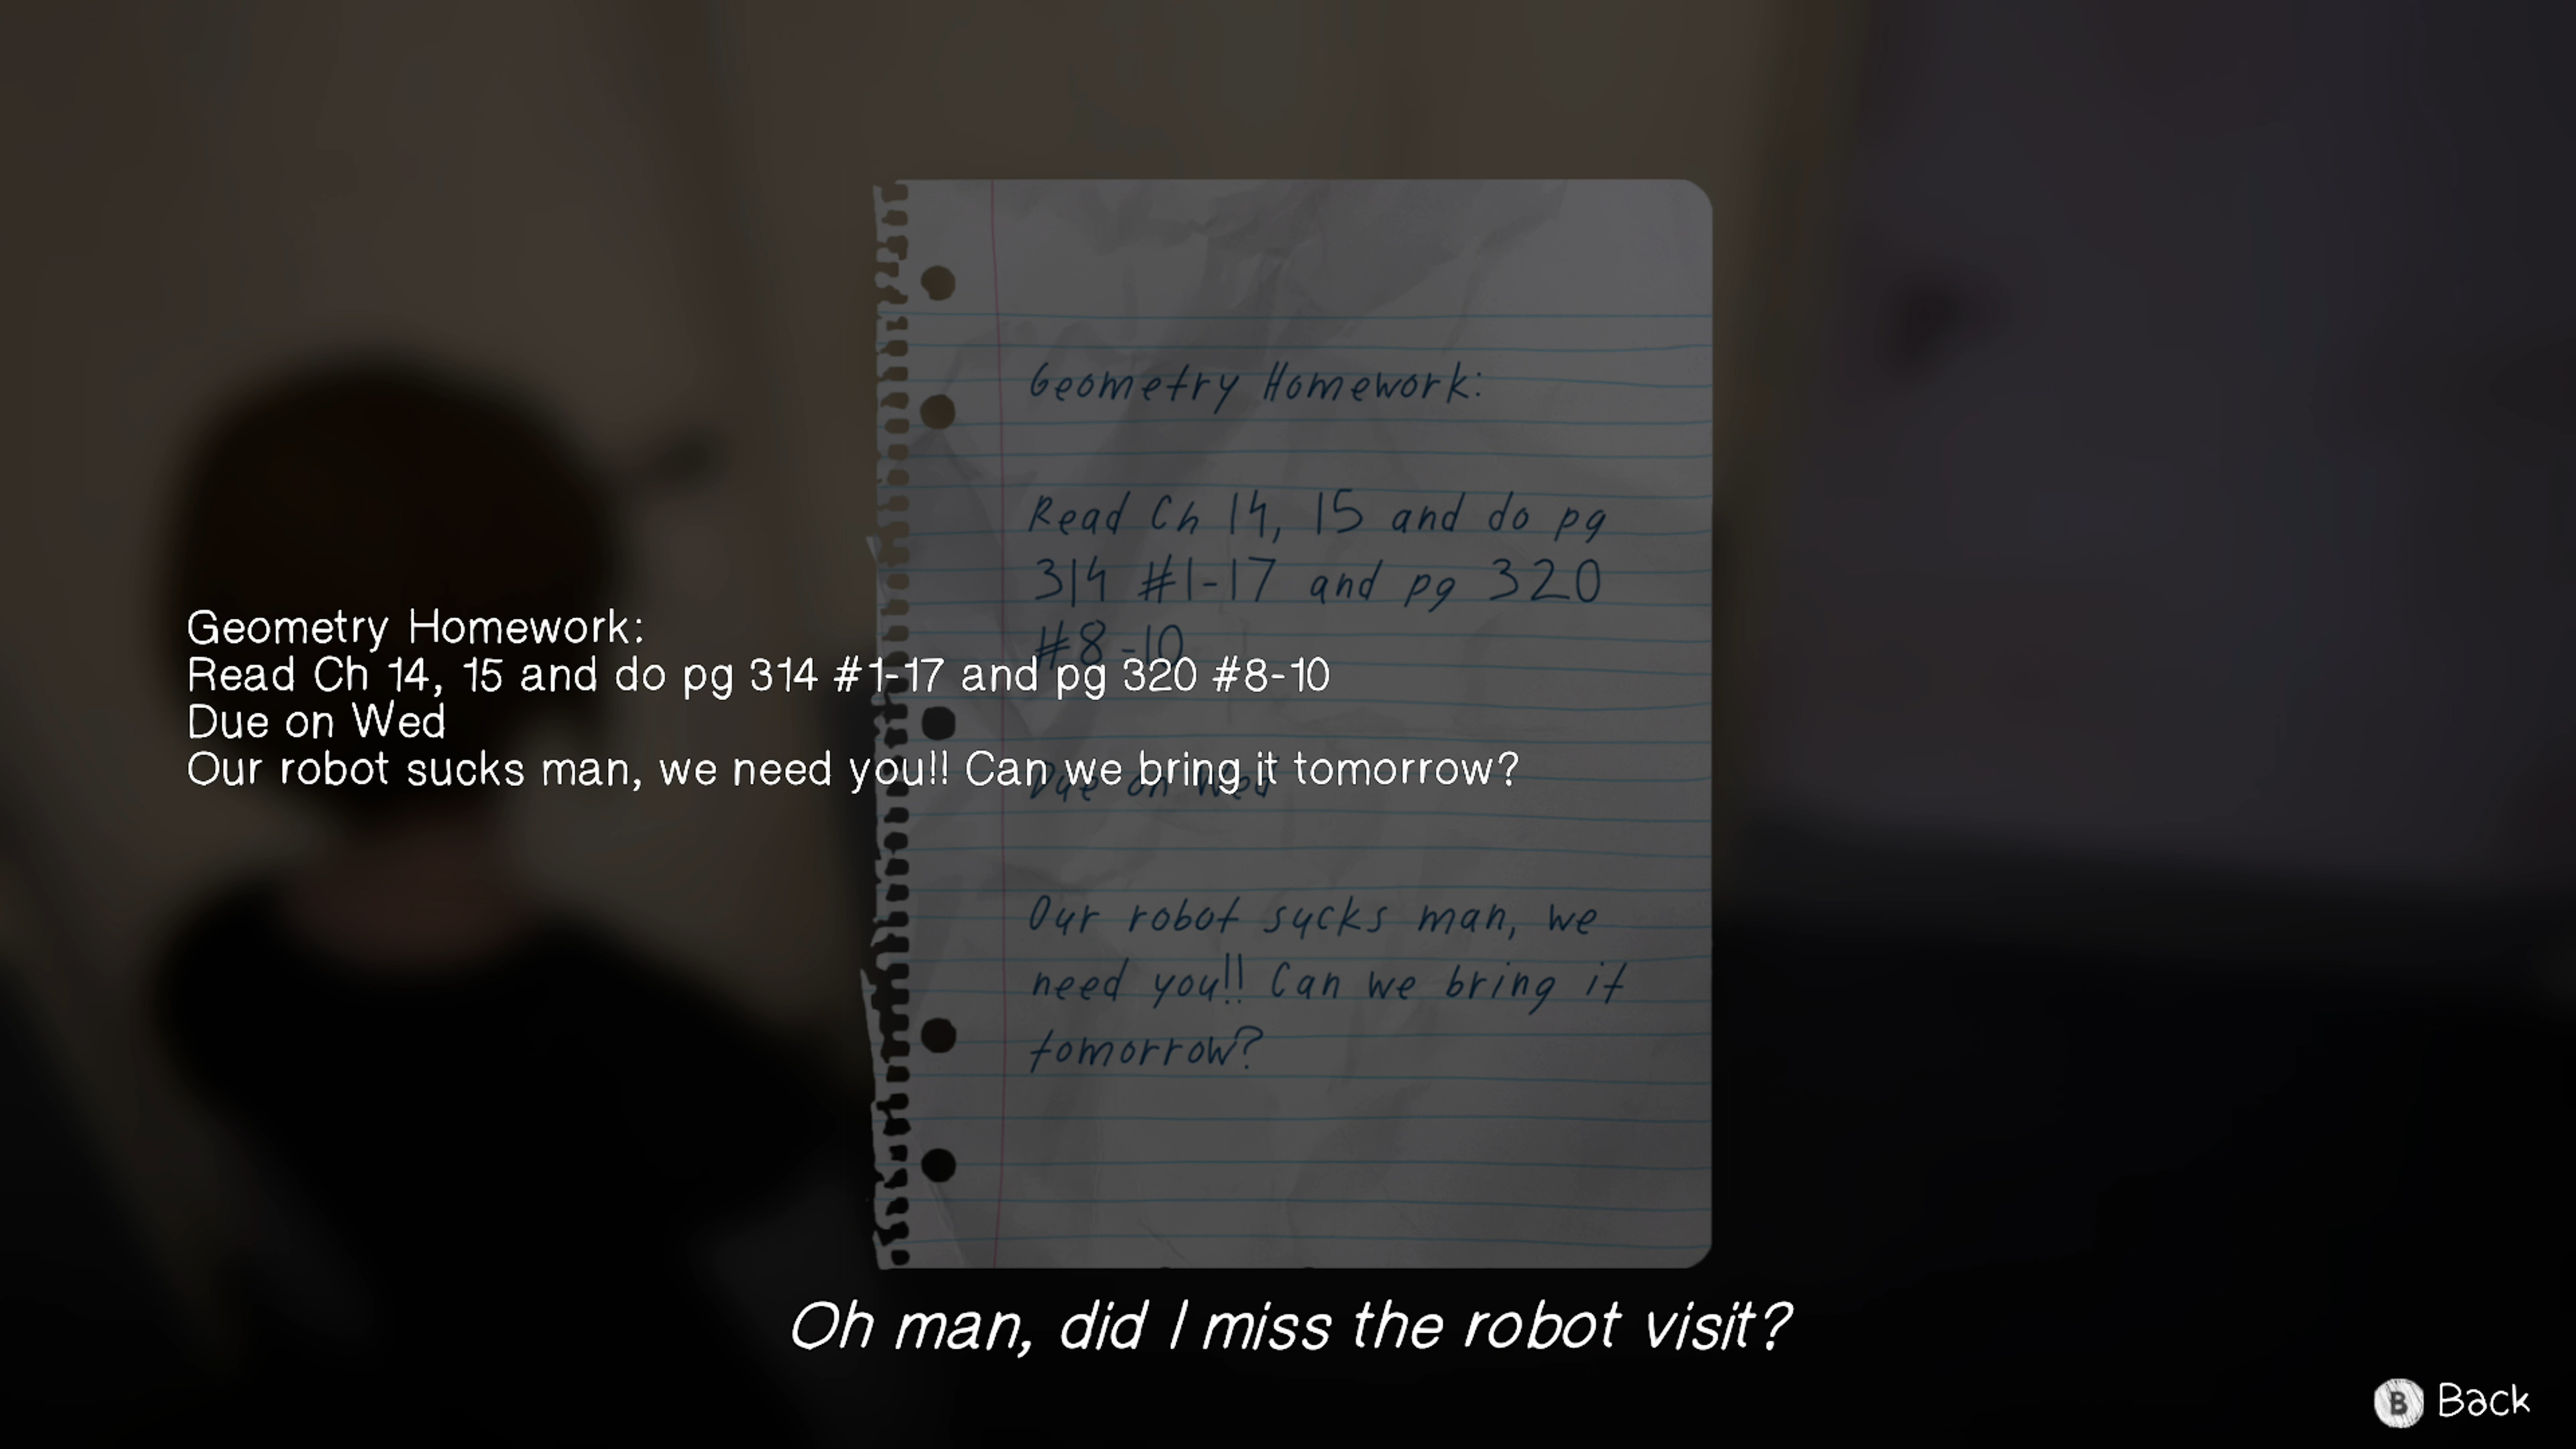 Geometry Homework:
Read Ch 14, 15 and do pg
314 #1-17 and pg 320
#8-10
Due on Wed
Our robot sucks man, we
need you!! Can we bring it
tomorrow?
Geometry Homework:
Read Ch 14, 15 and do pg 314 #1-17 and pg 320 #8-10
Due on Wed
Our robot sucks man, we need you!! Can we bring it tomorrow?
Oh man, did I miss the robot visit?
B Back